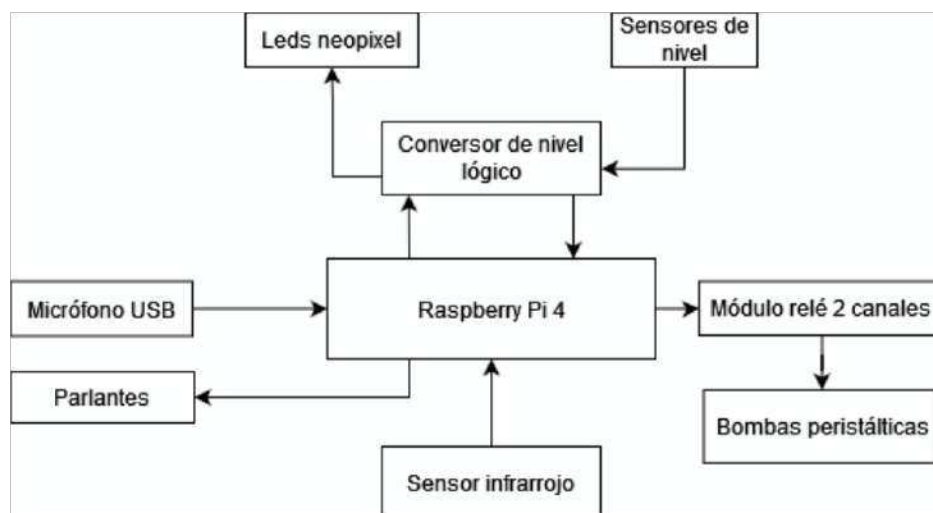 Leds neopixel
Sensores de
nivel
Conversor de nivel
lógico
Micrófono USB
Raspberry Pi 4
Módulo relé 2 canales
Parlantes
Bombas peristálticas
Sensor infrarrojo